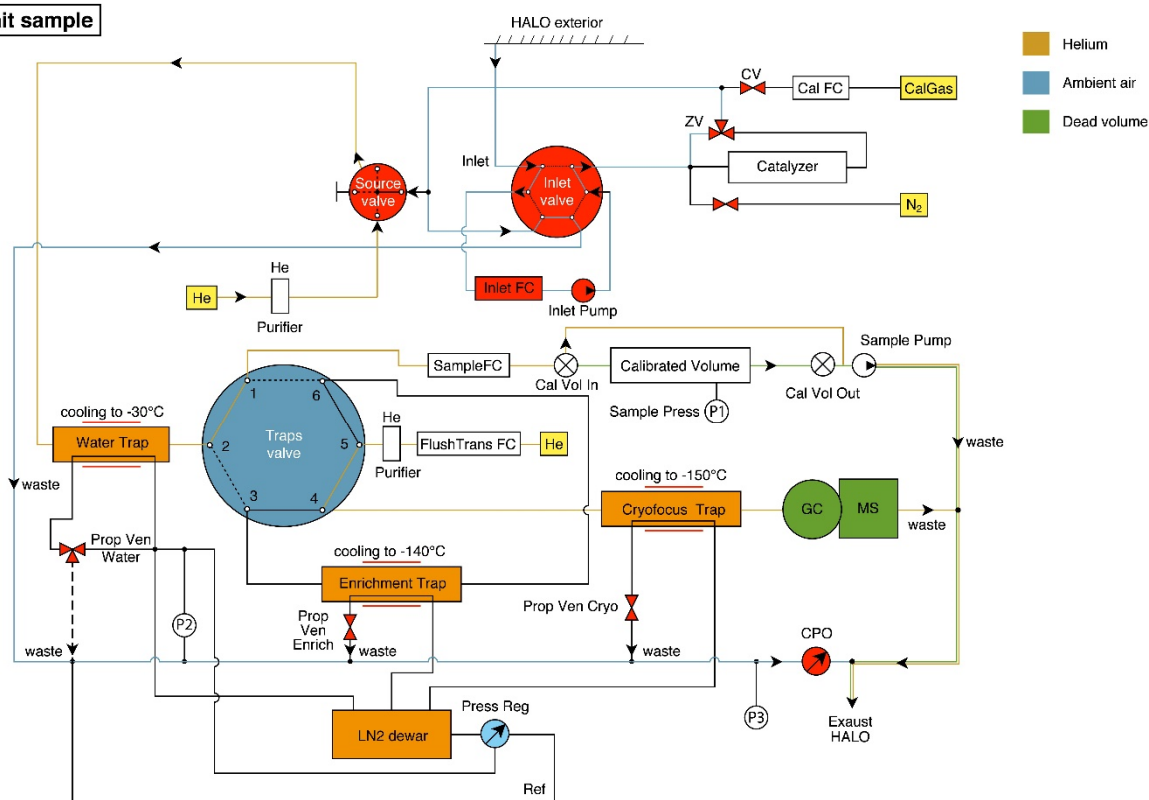 nit sample
HALO exterior
Helium
Ambient air
Dead volume
CV
Cal FC
CalGas
ZV
Catalyzer
N2
Inlet
Inlet
valve
Source
valve
He
He
Purifier
Inlet FC
Inlet Pump
SampleFC
Cal Vol In
Calibrated Volume
Sample Press
P1
Cal Vol Out
Sample Pump
waste
cooling to -30°C
Water Trap
Traps
valve
1
2
3
4
5
6
He
Purifier
FlushTrans FC
He
cooling to -150°C
Cryofocus Trap
GC
MS
waste
waste
Prop Ven
Water
cooling to -140°C
Enrichment Trap
Prop
Ven
Enrich
Prop Ven Cryo
P2
waste
waste
waste
CPO
P3
Exaust
HALO
LN2 dewar
Press Reg
Ref